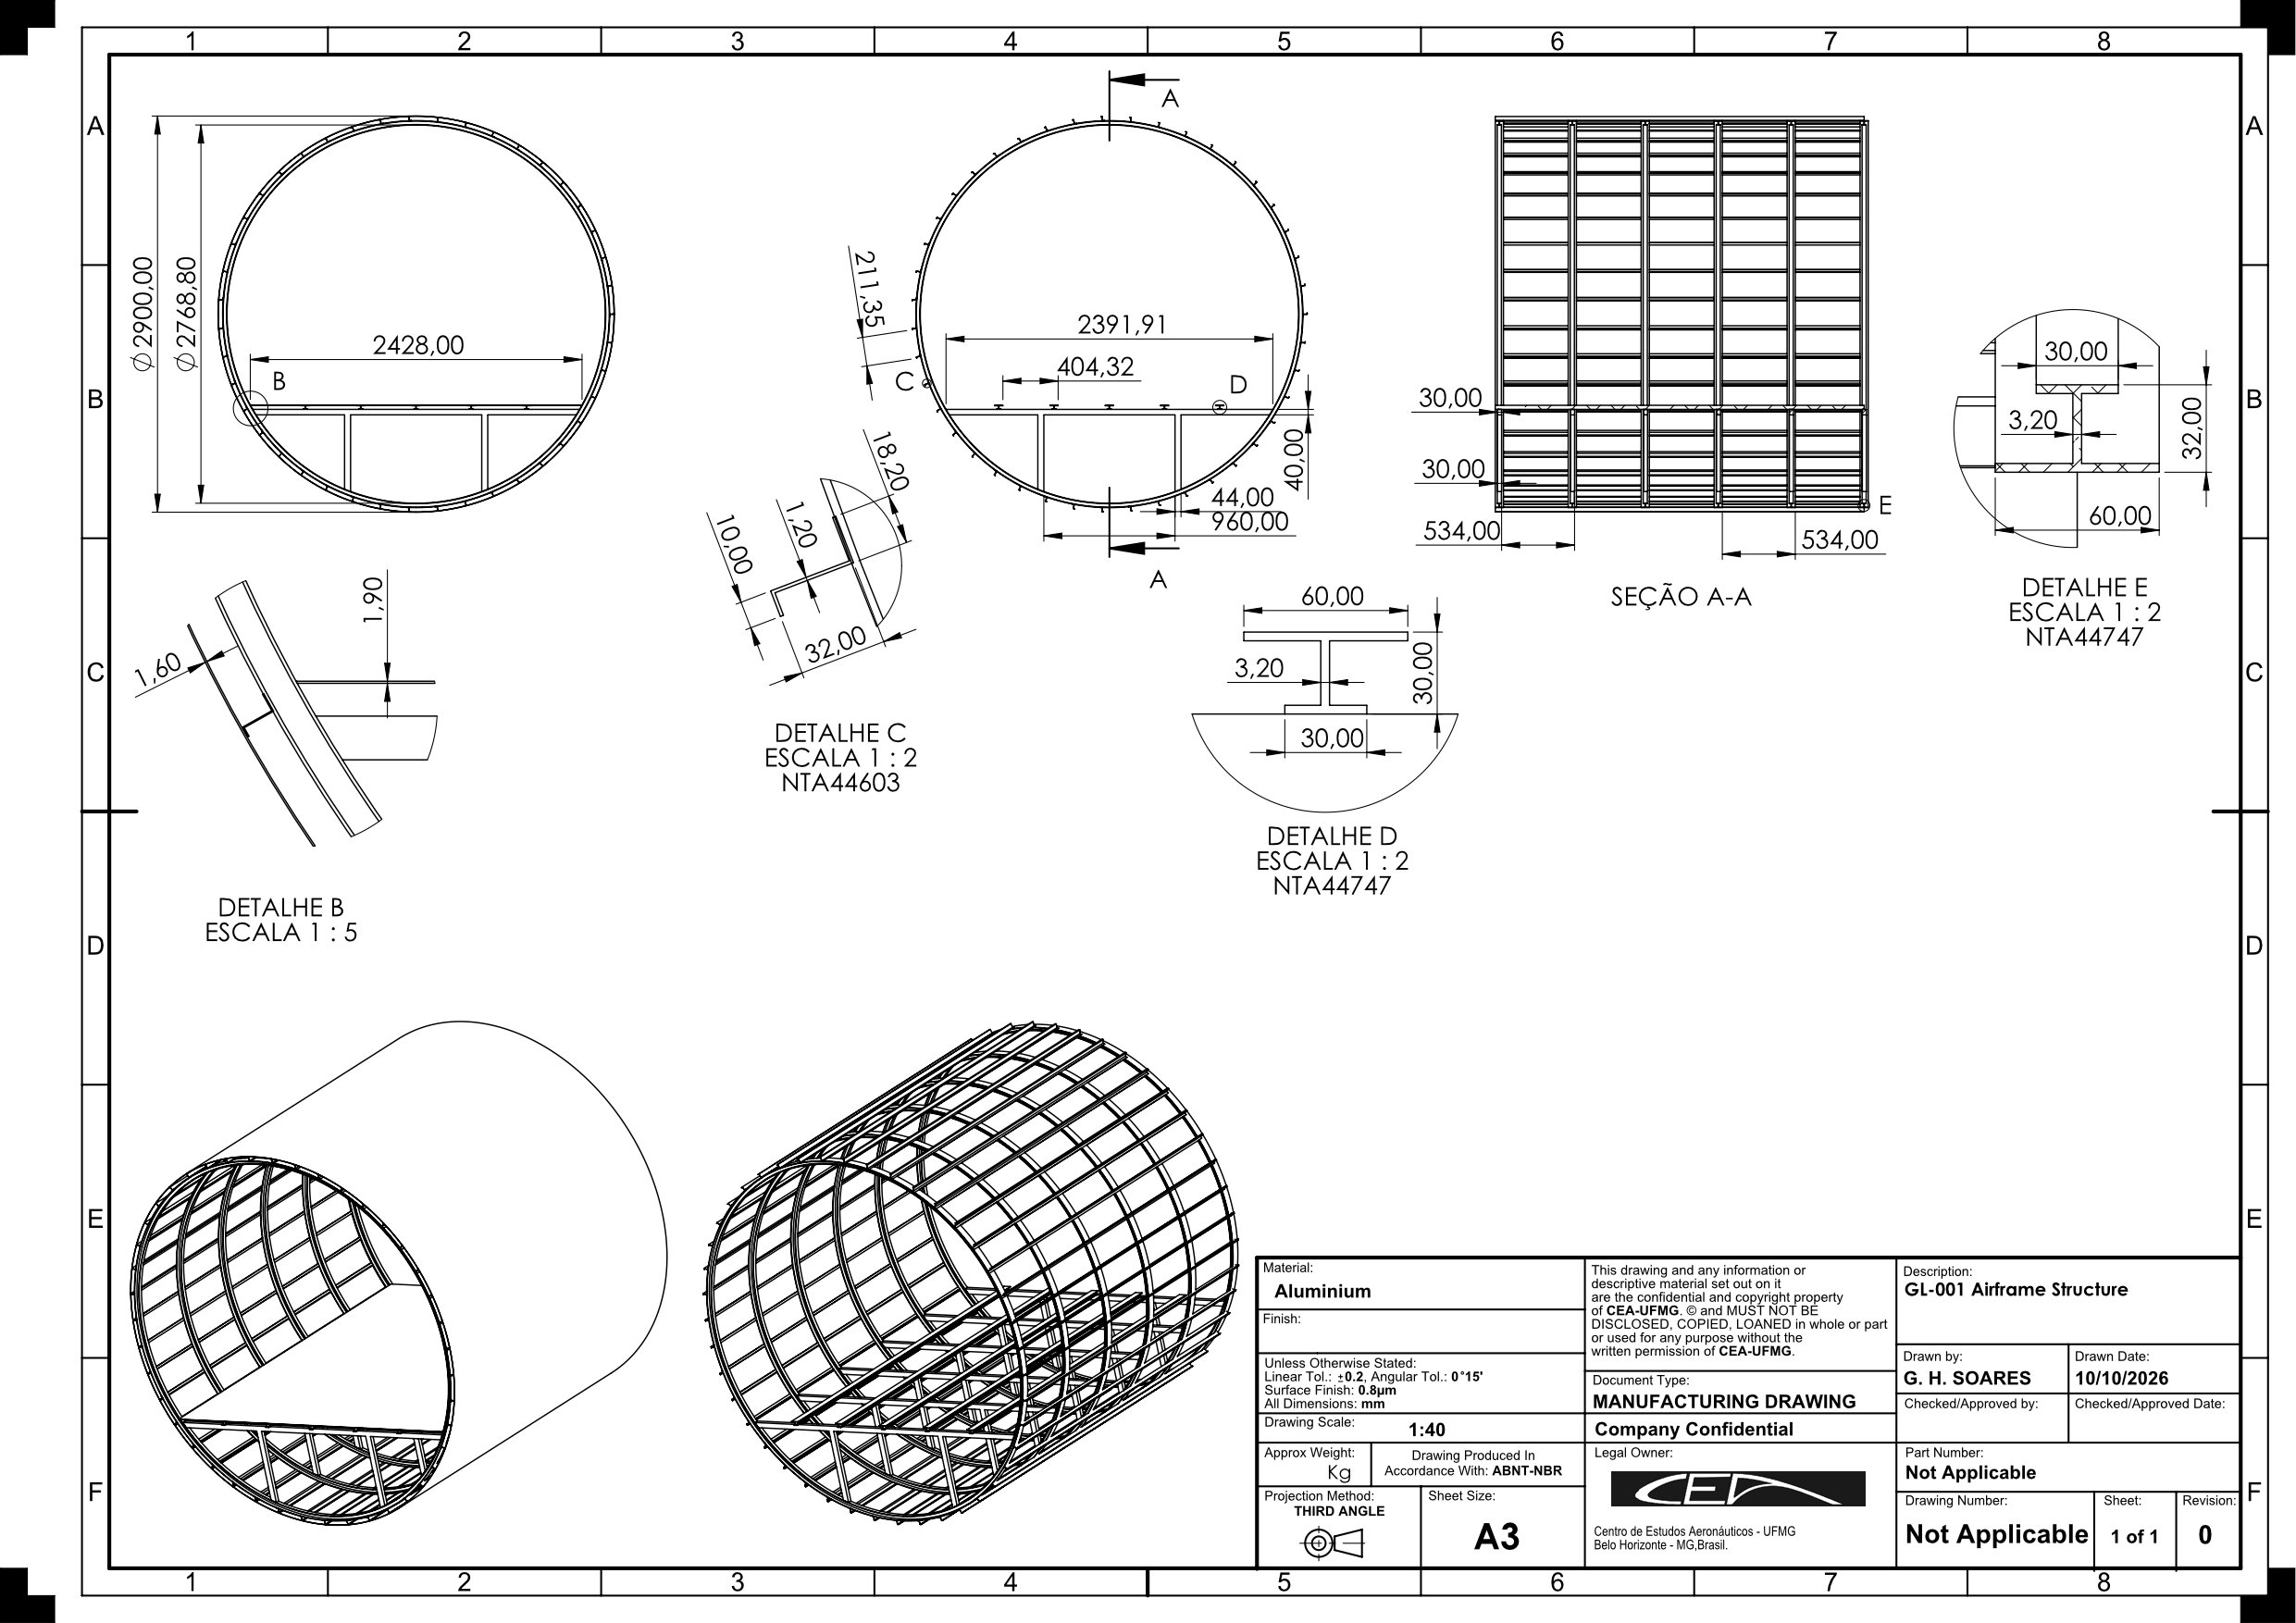 1 2 3 4 5 6 7 8
A
B
C
D
E
F
A
B
C
D
E
F
Ø2900,00
Ø2768,80
2428,00
B
A
211,35
2391,91
404,32
C
D
40,00
44,00
960,00
A
30,00
30,00
534,00
534,00
E
SEÇÃO A-A
30,00
3,20
32,00
60,00
DETALHE E
ESCALA 1 : 2
NTA44747
1,60
1,90
DETALHE B
ESCALA 1 : 5
18,20
1,20
10,00
32,00
DETALHE C
ESCALA 1 : 2
NTA44603
60,00
3,20
30,00
30,00
DETALHE D
ESCALA 1 : 2
NTA44747
Material:
Aluminium
Finish:
Unless Otherwise Stated:
Linear Tol.: ±0.2, Angular Tol.: 0°15'
Surface Finish: 0.8µm
All Dimensions: mm
Drawing Scale:
1:40
Approx Weight:
Kg
Drawing Produced In
Accordance With: ABNT-NBR
Projection Method:
THIRD ANGLE
Sheet Size:
A3
This drawing and any information or
descriptive material set out on it
are the confidential and copyright property
of CEA-UFMG. © and MUST NOT BE
DISCLOSED, COPIED, LOANED in whole or part
or used for any purpose without the
written permission of CEA-UFMG.
Document Type:
MANUFACTURING DRAWING
Company Confidential
Legal Owner:
CEA
Centro de Estudos Aeronáuticos - UFMG
Belo Horizonte - MG,Brasil.
Description:
GL-001 Airframe Structure
Drawn by:
G. H. SOARES
Drawn Date:
10/10/2026
Checked/Approved by:
Checked/Approved Date:
Part Number:
Not Applicable
Drawing Number:
Not Applicable
Sheet:
1 of 1
Revision:
0
1 2 3 4 5 6 7 8